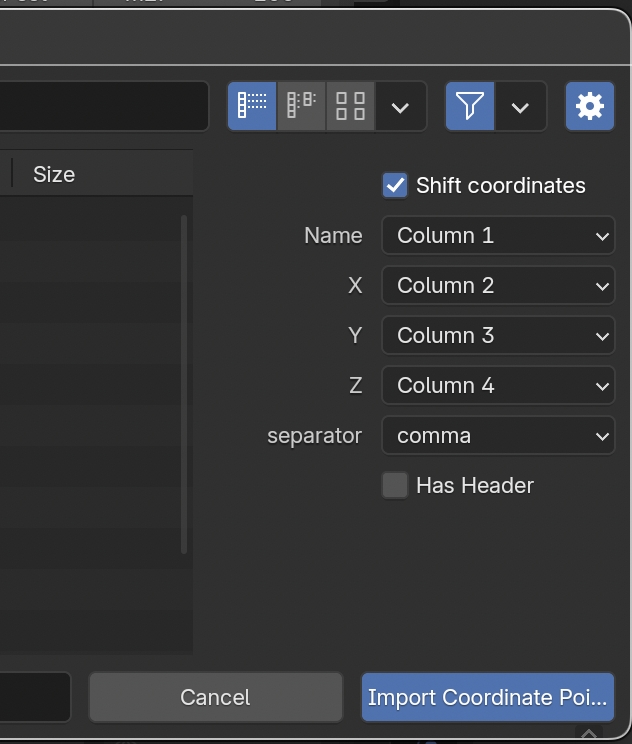 Size
Shift coordinates
Name Column 1
X Column 2
Y Column 3
Z Column 4
separator comma
Has Header
Cancel Import Coordinate Poi...